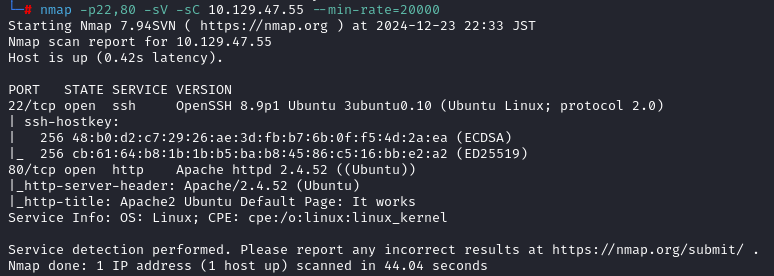 └─# nmap -p22,80 -sV -sC 10.129.47.55 --min-rate=20000
Starting Nmap 7.94SVN ( https://nmap.org ) at 2024-12-23 22:33 JST
Nmap scan report for 10.129.47.55
Host is up (0.42s latency).
PORT   STATE SERVICE VERSION
22/tcp open  ssh     OpenSSH 8.9p1 Ubuntu 3ubuntu0.10 (Ubuntu Linux; protocol 2.0)
| ssh-hostkey:
|   256 48:b0:d2:c7:29:26:ae:3d:fb:b7:6b:0f:f5:4d:2a:ea (ECDSA)
|_  256 cb:61:64:b8:1b:1b:b5:ba:b8:45:86:c5:16:bb:e2:a2 (ED25519)
80/tcp open  http    Apache httpd 2.4.52 ((Ubuntu))
|_http-server-header: Apache/2.4.52 (Ubuntu)
|_http-title: Apache2 Ubuntu Default Page: It works
Service Info: OS: Linux; CPE: cpe:/o:linux:linux_kernel
Service detection performed. Please report any incorrect results at https://nmap.org/submit/ .
Nmap done: 1 IP address (1 host up) scanned in 44.04 seconds